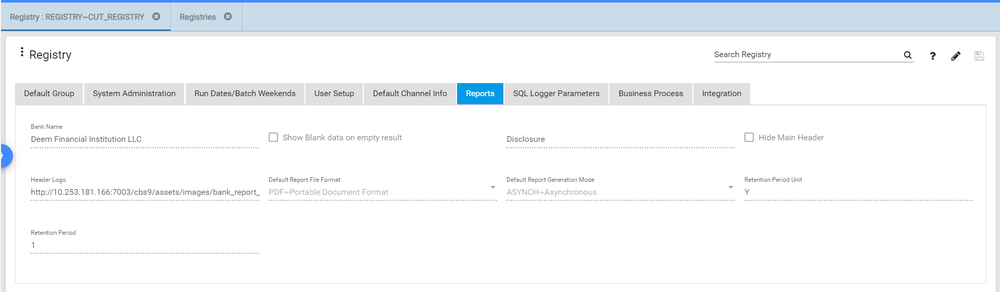 Registry : REGISTRY~CUT_REGISTRY
Registries
Registry
Search Registry
?
Default Group
System Administration
Run Dates/Batch Weekends
User Setup
Default Channel Info
Reports
SQL Logger Parameters
Business Process
Integration
Bank Name
Deem Financial Institution LLC
Show Blank data on empty result
Disclosure
Hide Main Header
Header Logo
http://10.253.181.166:7003/cbs9/assets/images/bank_report_
Default Report File Format
PDF~Portable Document Format
Default Report Generation Mode
ASYNCH~Asynchronous
Retention Period Unit
Y
Retention Period
1